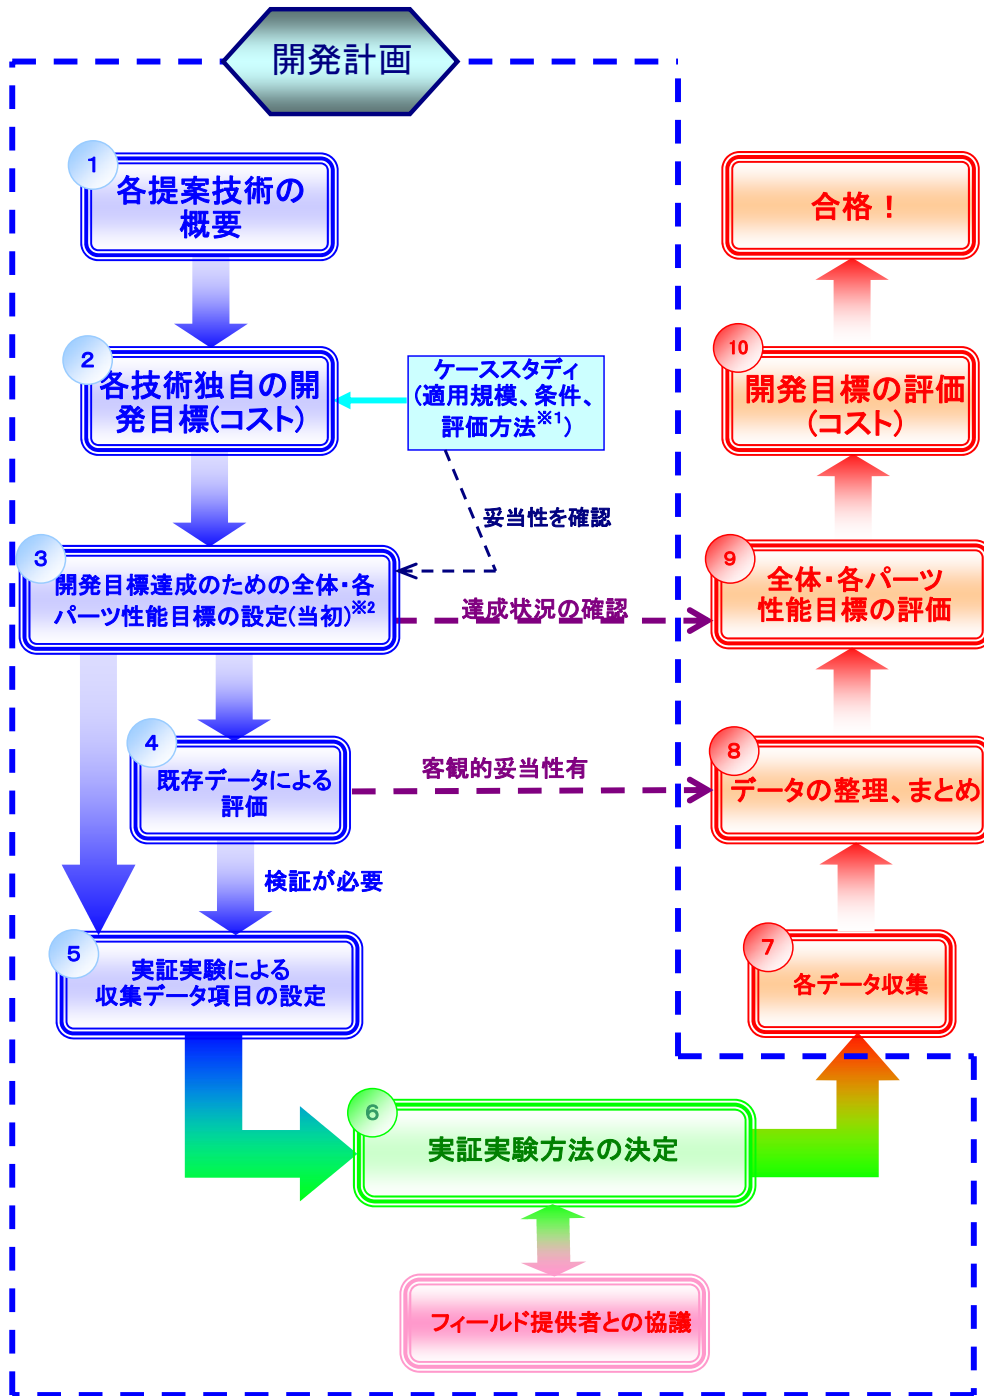 開発計画
1
各提案技術の
概要
2
各技術独自の開
発目標(コスト)
ケーススタディ
(適用規模、条件、
評価方法※1)
妥当性を確認
3
開発目標達成のための全体・各
パーツ性能目標の設定(当初)※2
達成状況の確認
4
既存データによる
評価
客観的妥当性有
検証が必要
5
実証実験による
収集データ項目の設定
6
実証実験方法の決定
フィールド提供者との協議
7
各データ収集
8
データの整理、まとめ
9
全体・各パーツ
性能目標の評価
10
開発目標の評価
(コスト)
合格！